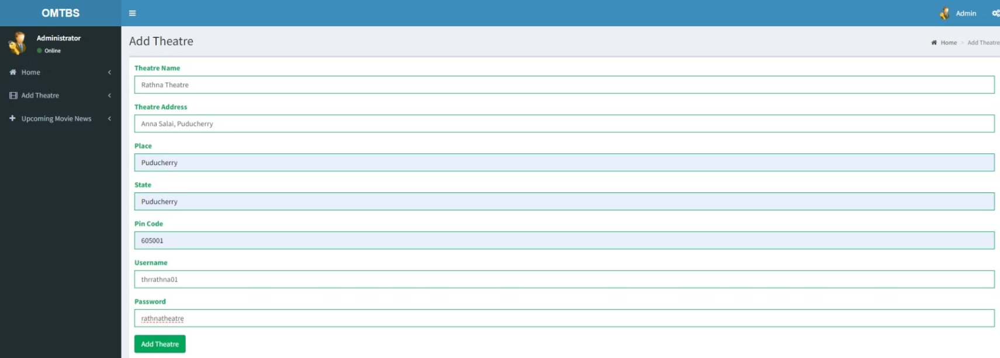 OMTBS
Admin
Administrator
Online
Home
Add Theatre
Upcoming Movie News
Add Theatre
Home > Add Theatre
Theatre Name
Rathna Theatre
Theatre Address
Anna Salai, Puducherry
Place
Puducherry
State
Puducherry
Pin Code
605001
Username
thrrathna01
Password
rathnatheatre
Add Theatre